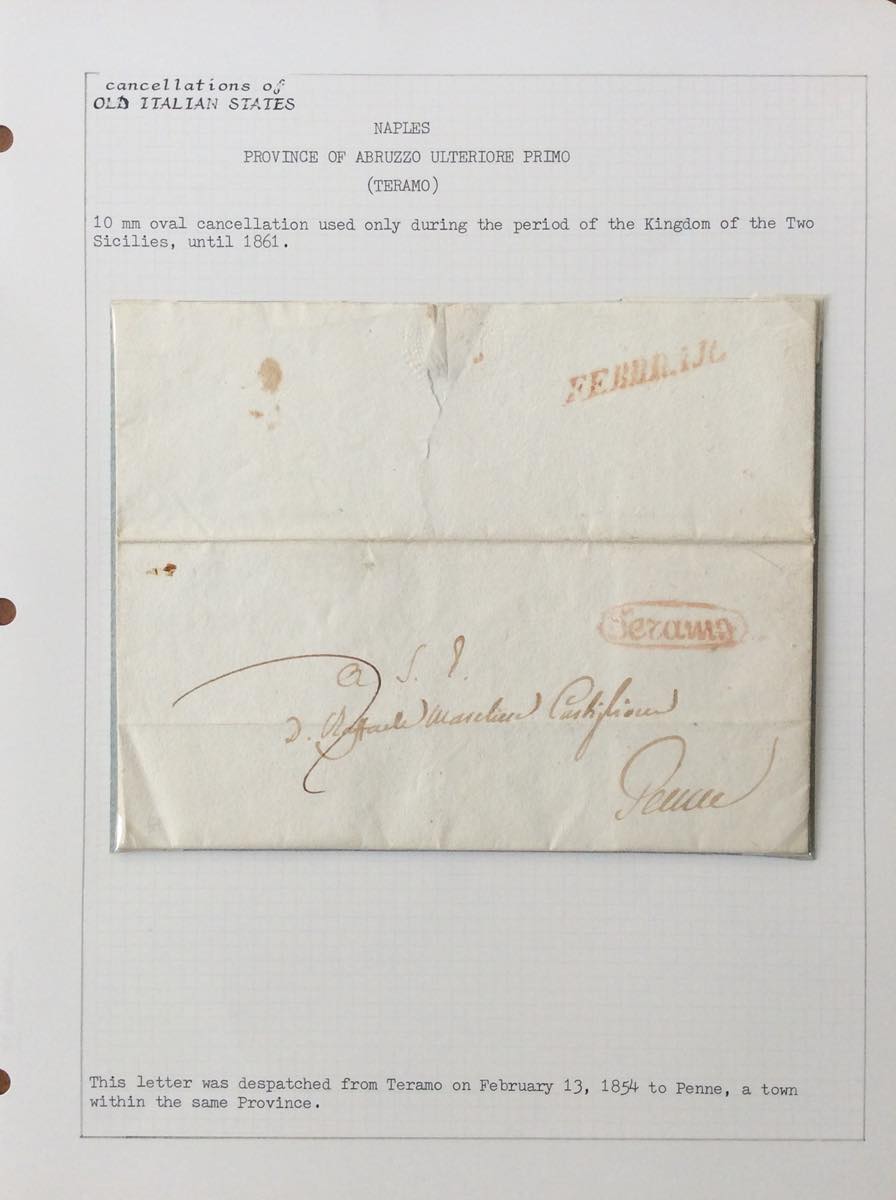 cancellations of
OLD ITALIAN STATES
NAPLES
PROVINCE OF ABRUZZO ULTERIORE PRIMO
(TERAMO)
10 mm oval cancellation used only during the period of the Kingdom of the Two
Sicilies, until 1861.
Teramo
a S. E.
D. Raffaele Castiglione
Penne
This letter was despatched from Teramo on February 13, 1854 to Penne, a town
within the same Province.